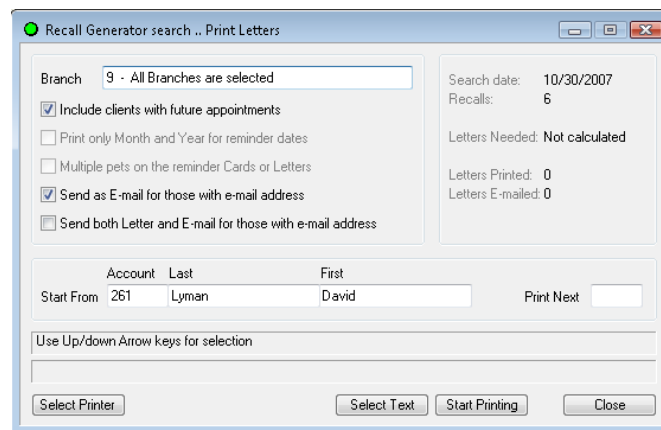 Recall Generator search .. Print Letters
Branch 9 - All Branches are selected
Include clients with future appointments
Print only Month and Year for reminder dates
Multiple pets on the reminder Cards or Letters
Send as E-mail for those with e-mail address
Send both Letter and E-mail for those with e-mail address
Search date: 10/30/2007
Recalls: 6
Letters Needed: Not calculated
Letters Printed: 0
Letters E-mailed: 0
Account Last First
Start From 261 Lyman David Print Next
Use Up/down Arrow keys for selection
Select Printer Select Text Start Printing Close